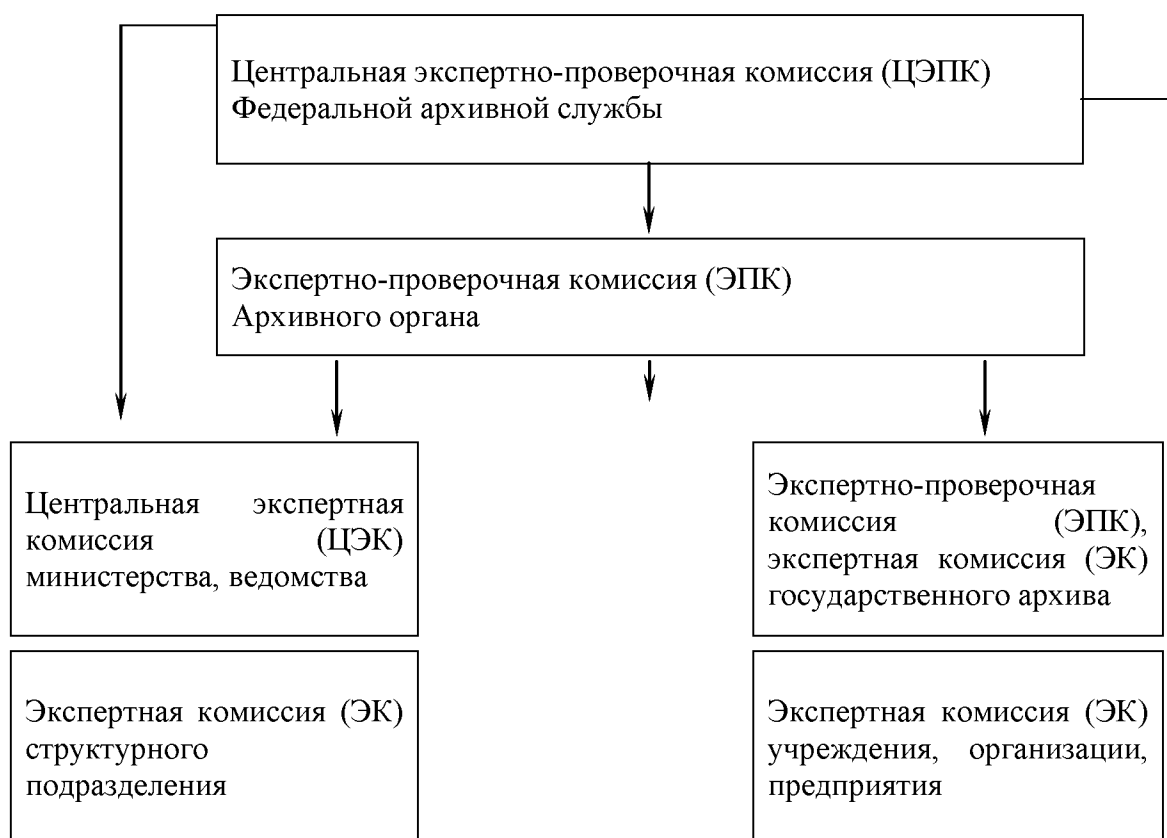 Центральная экспертно-проверочная комиссия (ЦЭПК)
Федеральной архивной службы
Экспертно-проверочная комиссия (ЭПК)
Архивного органа
Центральная экспертная
комиссия (ЦЭК)
министерства, ведомства
Экспертно-проверочная
комиссия (ЭПК),
экспертная комиссия (ЭК)
государственного архива
Экспертная комиссия (ЭК)
структурного
подразделения
Экспертная комиссия (ЭК)
учреждения, организации,
предприятия